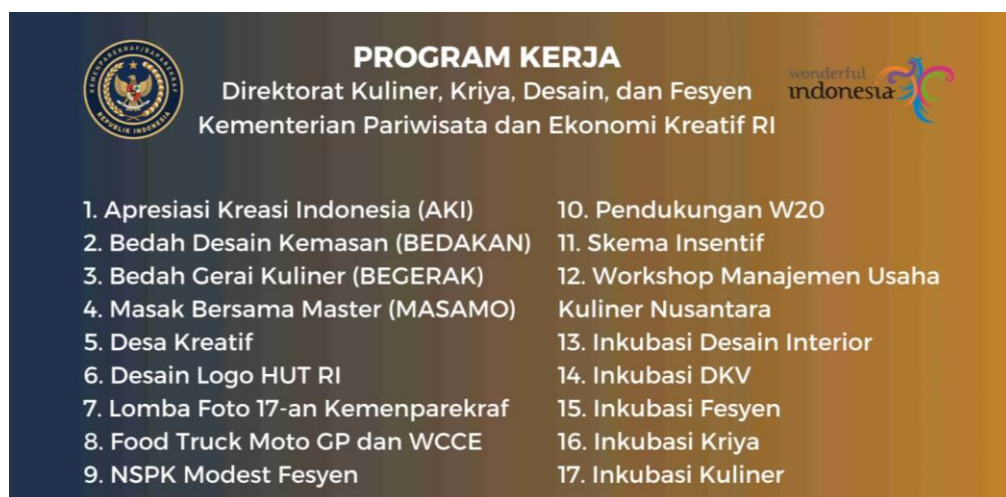 PROGRAM KERJA
Direktorat Kuliner, Kriya, Desain, dan Fesyen
Kementerian Pariwisata dan Ekonomi Kreatif RI
KEMENPAREKRAF/BAPAREKRAF
REPUBLIK INDONESIA
wonderful
indonesia
1. Apresiasi Kreasi Indonesia (AKI)
2. Bedah Desain Kemasan (BEDAKAN)
3. Bedah Gerai Kuliner (BEGERAK)
4. Masak Bersama Master (MASAMO)
5. Desa Kreatif
6. Desain Logo HUT RI
7. Lomba Foto 17-an Kemenparekraf
8. Food Truck Moto GP dan WCCE
9. NSPK Modest Fesyen
10. Pendukungan W20
11. Skema Insentif
12. Workshop Manajemen Usaha
Kuliner Nusantara
13. Inkubasi Desain Interior
14. Inkubasi DKV
15. Inkubasi Fesyen
16. Inkubasi Kriya
17. Inkubasi Kuliner